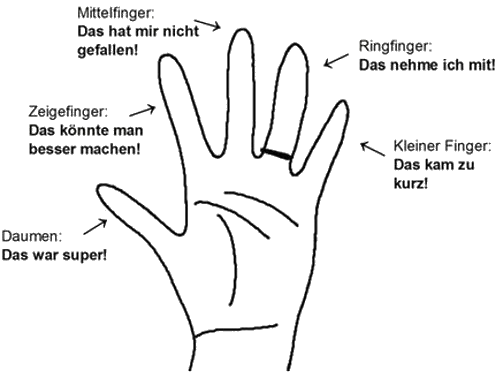 Mittelfinger:
Das hat mir nicht
gefallen!
Ringfinger:
Das nehme ich mit!
Zeigefinger:
Das könnte man
besser machen!
Kleiner Finger:
Das kam zu
kurz!
Daumen:
Das war super!